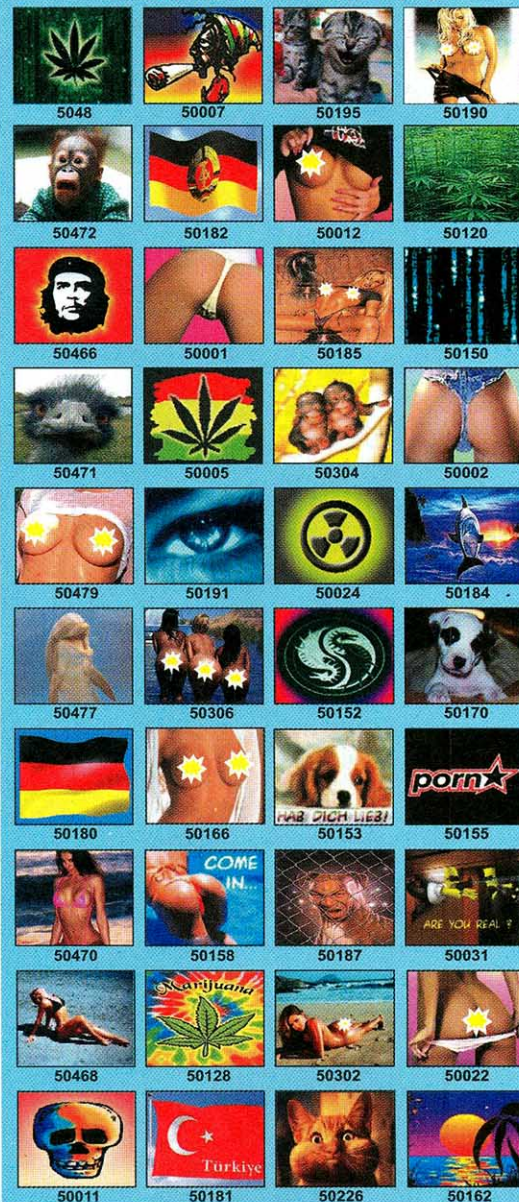 5048 50007 50195 50190
50472 50182 50012 50120
50466 50001 50185 50150
50471 50005 50304 50002
50479 50191 50024 50184
50477 50306 50152 50170
HAB DICH LIEB!
porn
50180 50166 50153 50155
COME
IN...
ARE YOU REAL ?
50470 50158 50187 50031
Marijuana
50468 50128 50302 50022
Türkiye
50011 50181 50226 50162